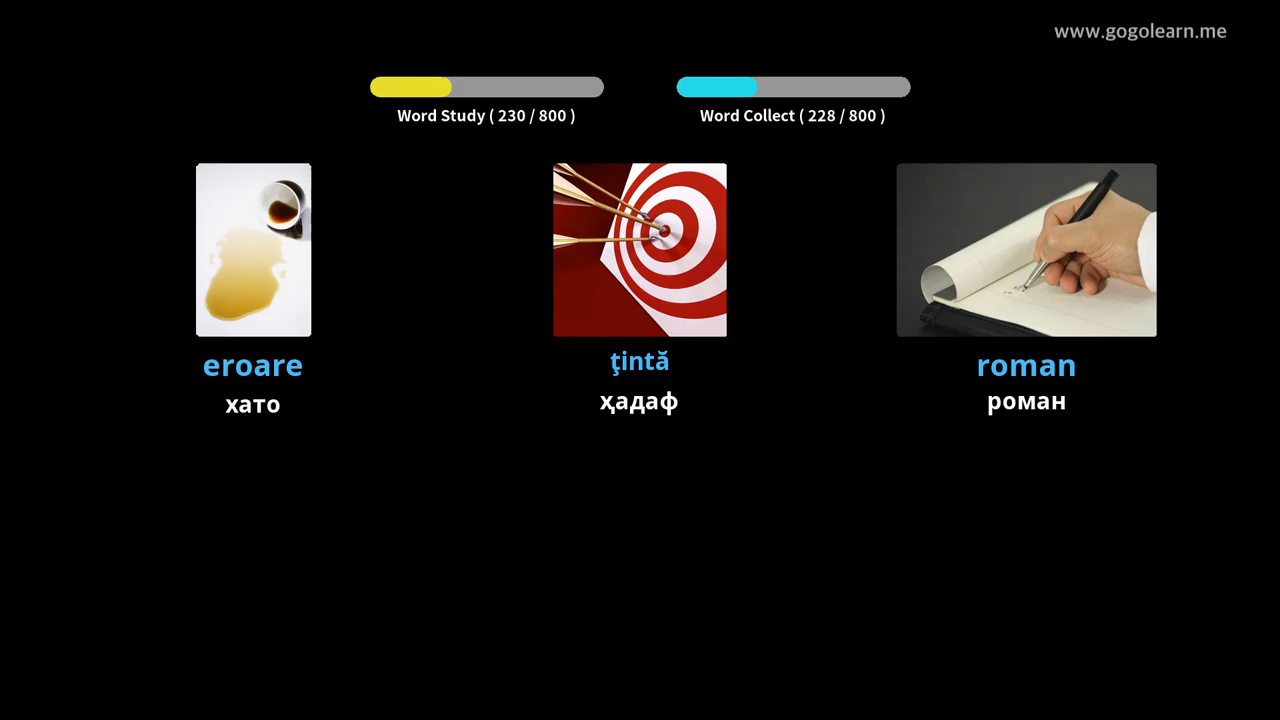 www.gogolearn.me
Word Study ( 230 / 800 )
Word Collect ( 228 / 800 )
eroare
ţintă
roman
хато
ҳадаф
роман